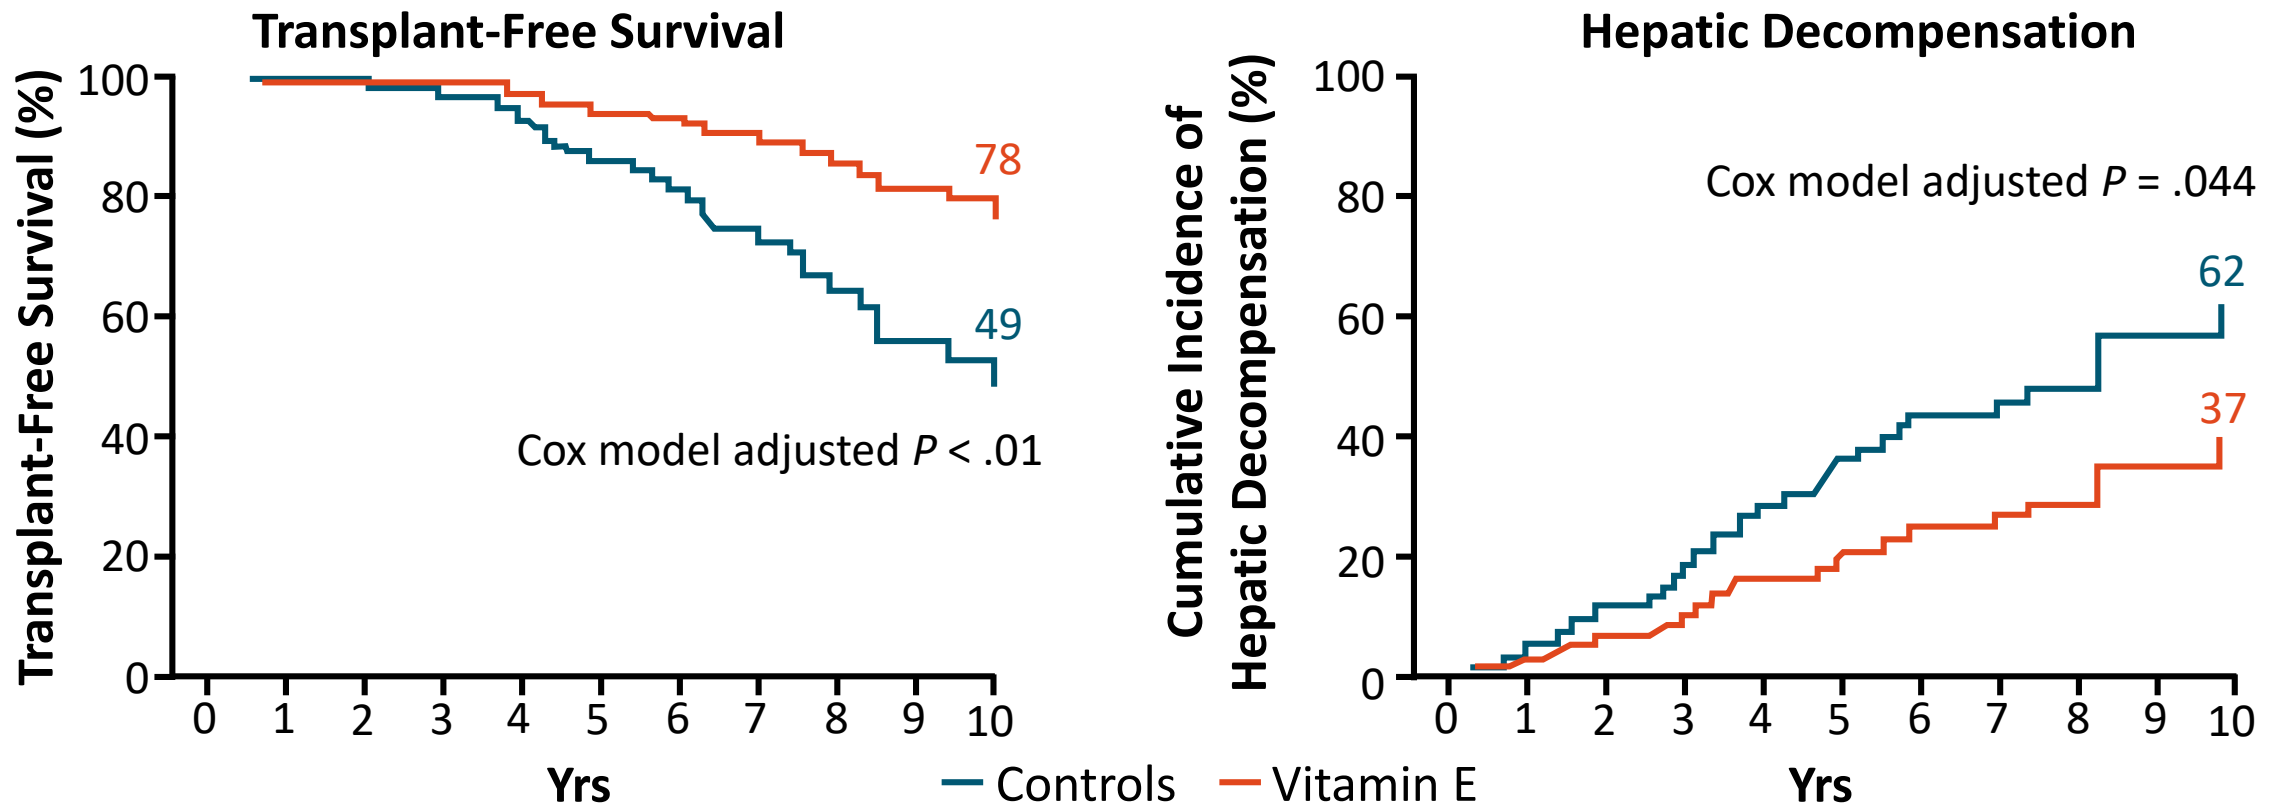 Transplant-Free Survival
Transplant-Free Survival (%)
100
80
60
40
20
0
78
49
Cox model adjusted P < .01
0 1 2 3 4 5 6 7 8 9 10
Yrs
Hepatic Decompensation
Cumulative Incidence of
Hepatic Decompensation (%)
100
80
60
40
20
0
Cox model adjusted P = .044
62
37
0 1 2 3 4 5 6 7 8 9 10
Yrs
Controls Vitamin E